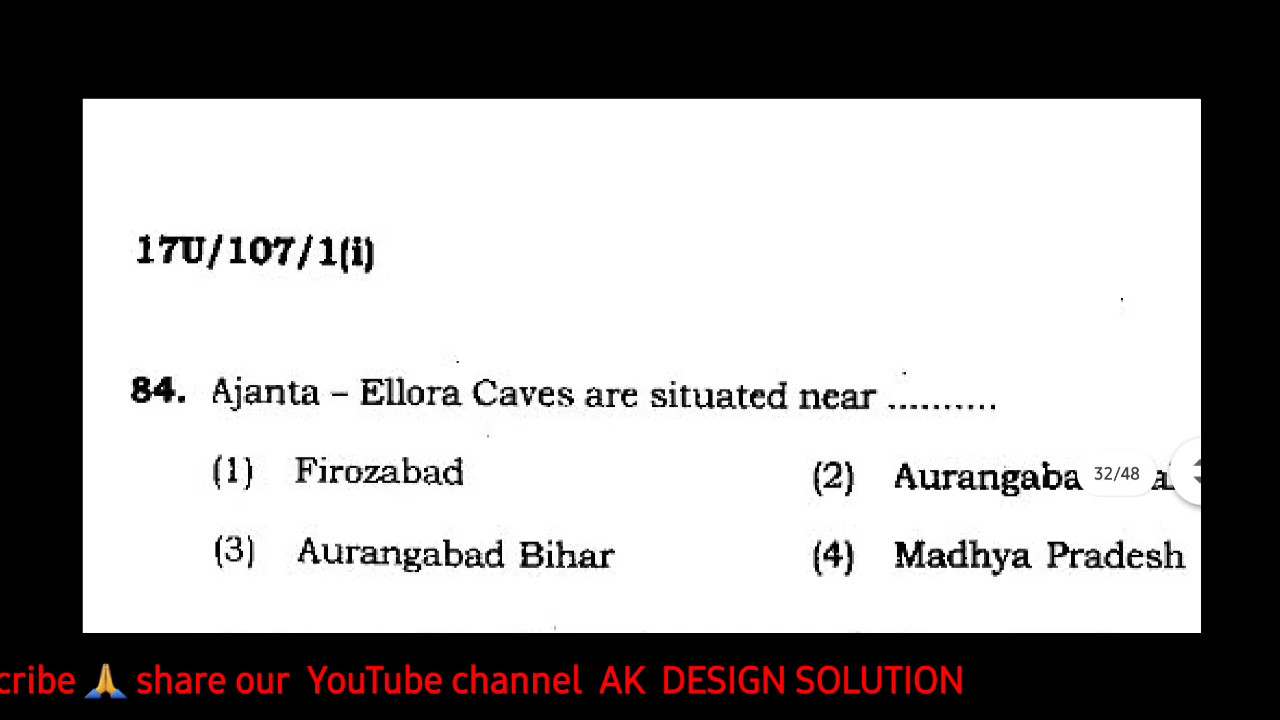 17U/107/1(i)
84. Ajanta – Ellora Caves are situated near ..........
(1) Firozabad
(2)
32/48
(3) Aurangabad Bihar
(4) Madhya Pradesh
cribe 🙏 share our YouTube channel AK DESIGN SOLUTION